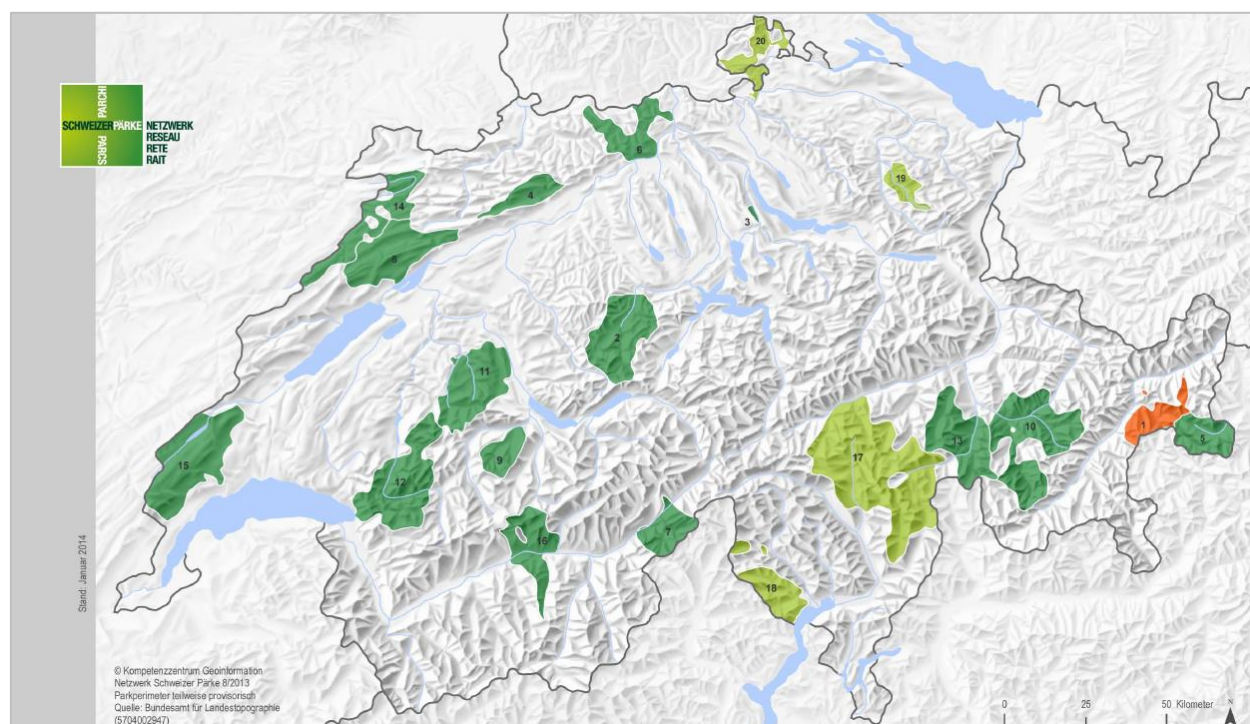 20
PARCHI
SCHWEIZERPÄRKE NETZWERK
RESEAU
PARCS
RETE
RAIT
6
19
4
14
3
8
2
11
1
10
5
13
17
15
9
12
7
16
18
Stand: Januar 2014
© Kompetenzzentrum Geoinformation
Netzwerk Schweizer Pärke 8/2013
Parkperimeter teilweise provisorisch
Quelle: Bundesamt für Landestopographie
(5704002947)
0 25 50 Kilometer
N